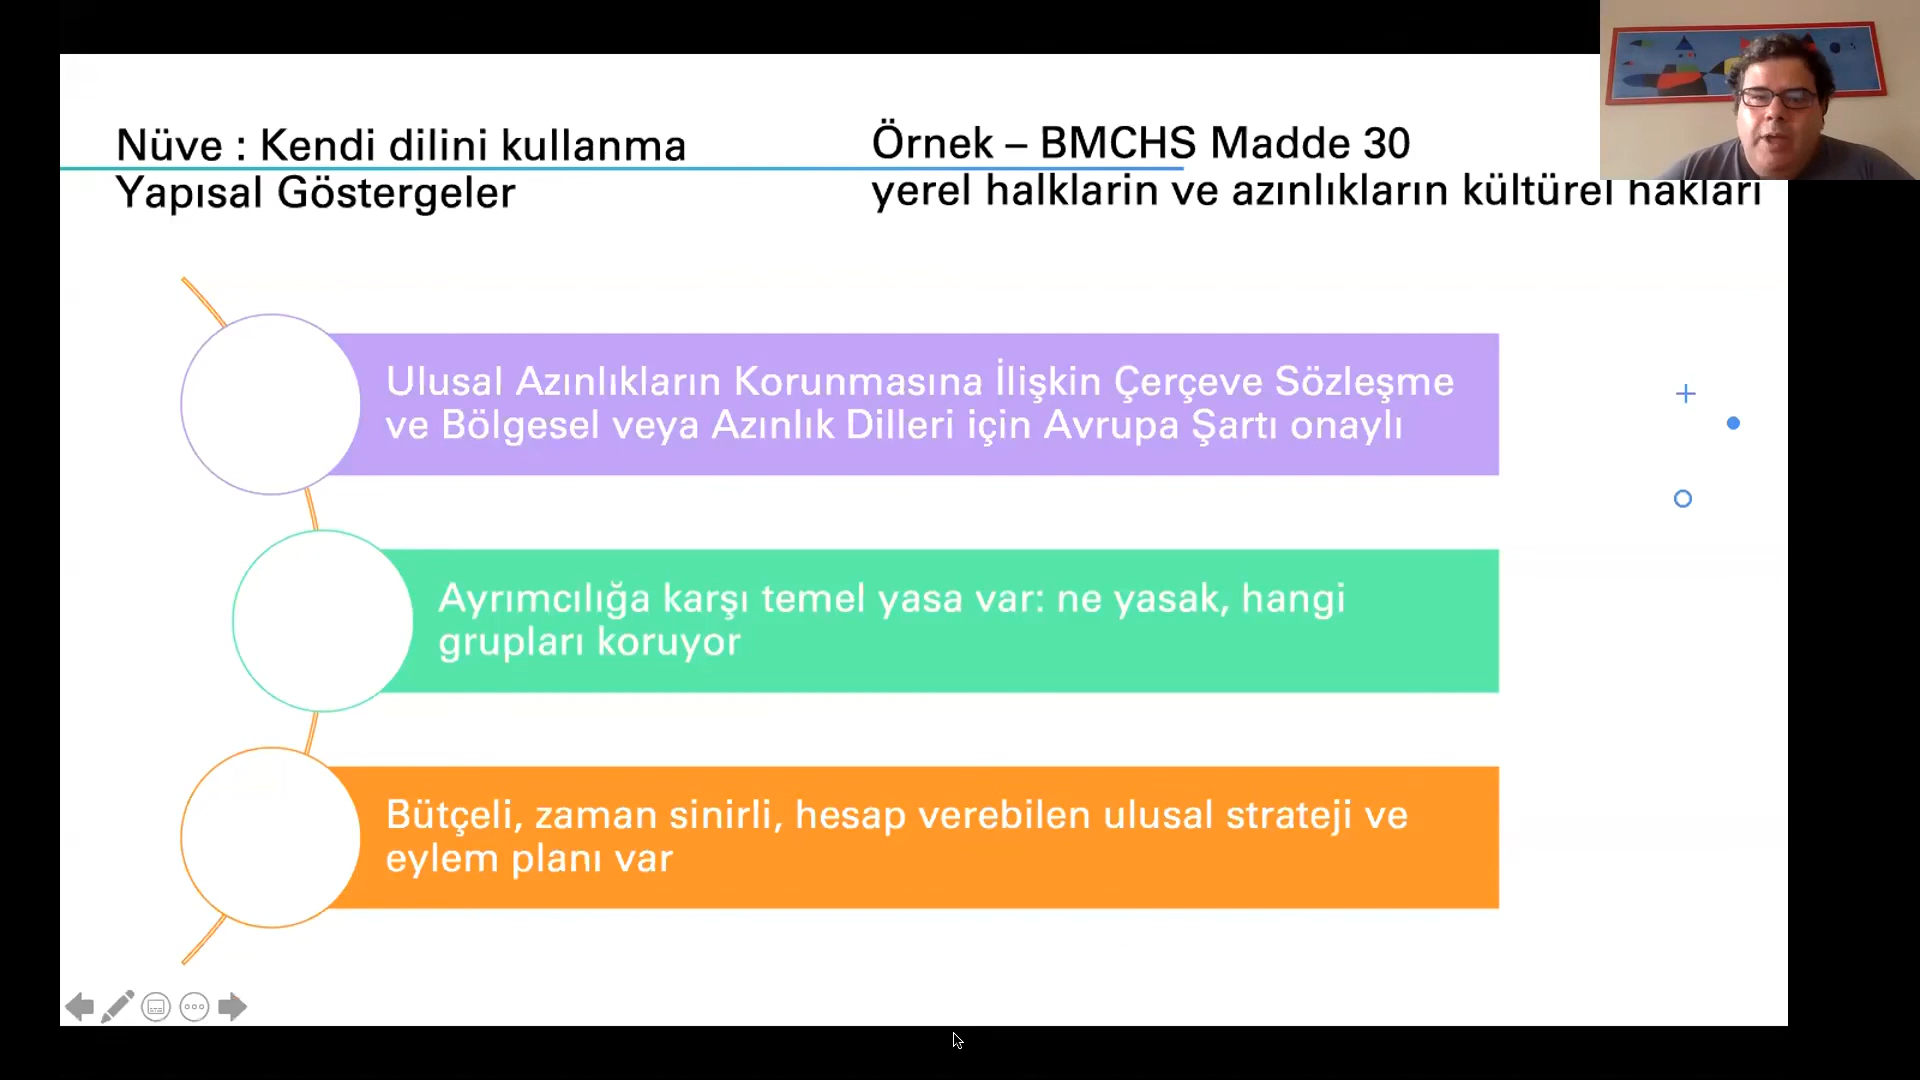 Nüve : Kendi dilini kullanma
Yapısal Göstergeler
Örnek – BMCHS Madde 30
yerel halklarin ve azınlıkların kültürel hakları
Ulusal Azınlıkların Korunmasına İlişkin Çerçeve Sözleşme
ve Bölgesel veya Azınlık Dilleri için Avrupa Şartı onaylı
Ayrımcılığa karşı temel yasa var: ne yasak, hangi
grupları koruyor
Bütçeli, zaman sinirli, hesap verebilen ulusal strateji ve
eylem planı var